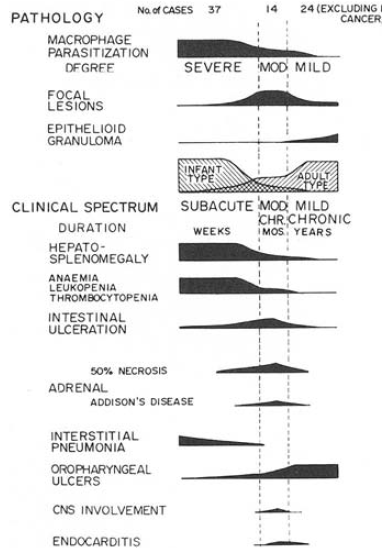 No. of CASES 37 14 24 (EXCLUDING
PATHOLOGY CANCER
MACROPHAGE
PARASITIZATION
DEGREE SEVERE MOD MILD
FOCAL
LESIONS
EPITHELIOID
GRANULOMA
INFANT ADULT
TYPE TYPE
CLINICAL SPECTRUM SUBACUTE MOD MILD
CHR. CHRONIC
DURATION WEEKS MOS. YEARS
HEPATO-
SPLENOMEGALY
ANAEMIA
LEUKOPENIA
THROMBOCYTOPENIA
INTESTINAL
ULCERATION
50% NECROSIS
ADRENAL
ADDISON'S DISEASE
INTERSTITIAL
PNEUMONIA
OROPHARYNGEAL
ULCERS
CNS INVOLVEMENT
ENDOCARDITIS